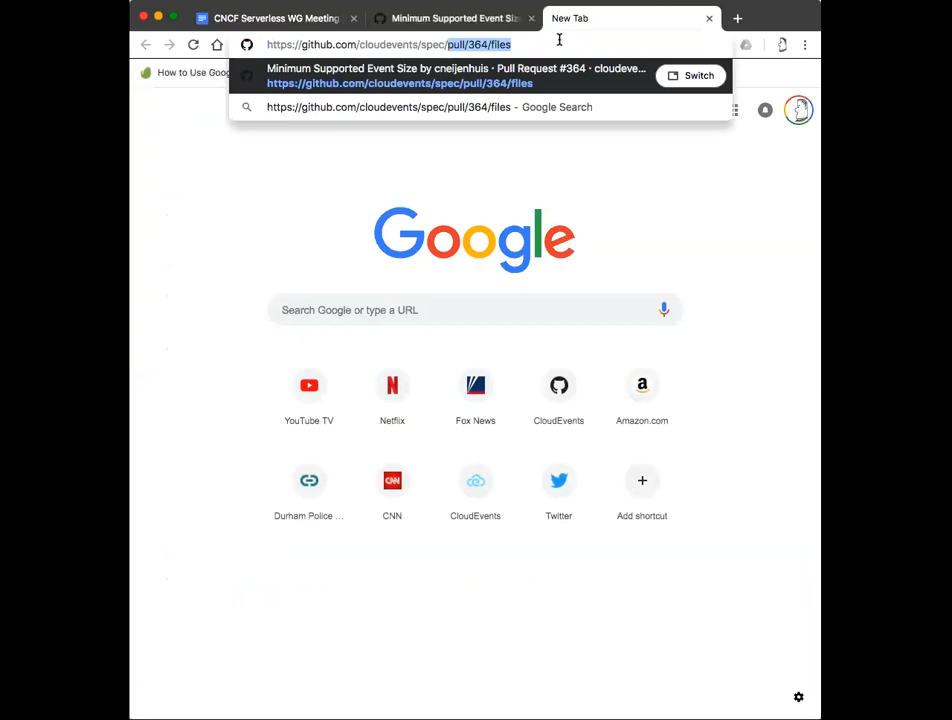 CNCF Serverless WG Meeting
Minimum Supported Event Siz
New Tab
https://github.com/cloudevents/spec/pull/364/files
Minimum Supported Event Size by cneijenhuis · Pull Request #364 · cloudeve...
https://github.com/cloudevents/spec/pull/364/files
Switch
https://github.com/cloudevents/spec/pull/364/files - Google Search
How to Use Goog
Google
Search Google or type a URL
YouTube TV
Netflix
Fox News
CloudEvents
Amazon.com
Durham Police ...
CNN
CloudEvents
Twitter
Add shortcut